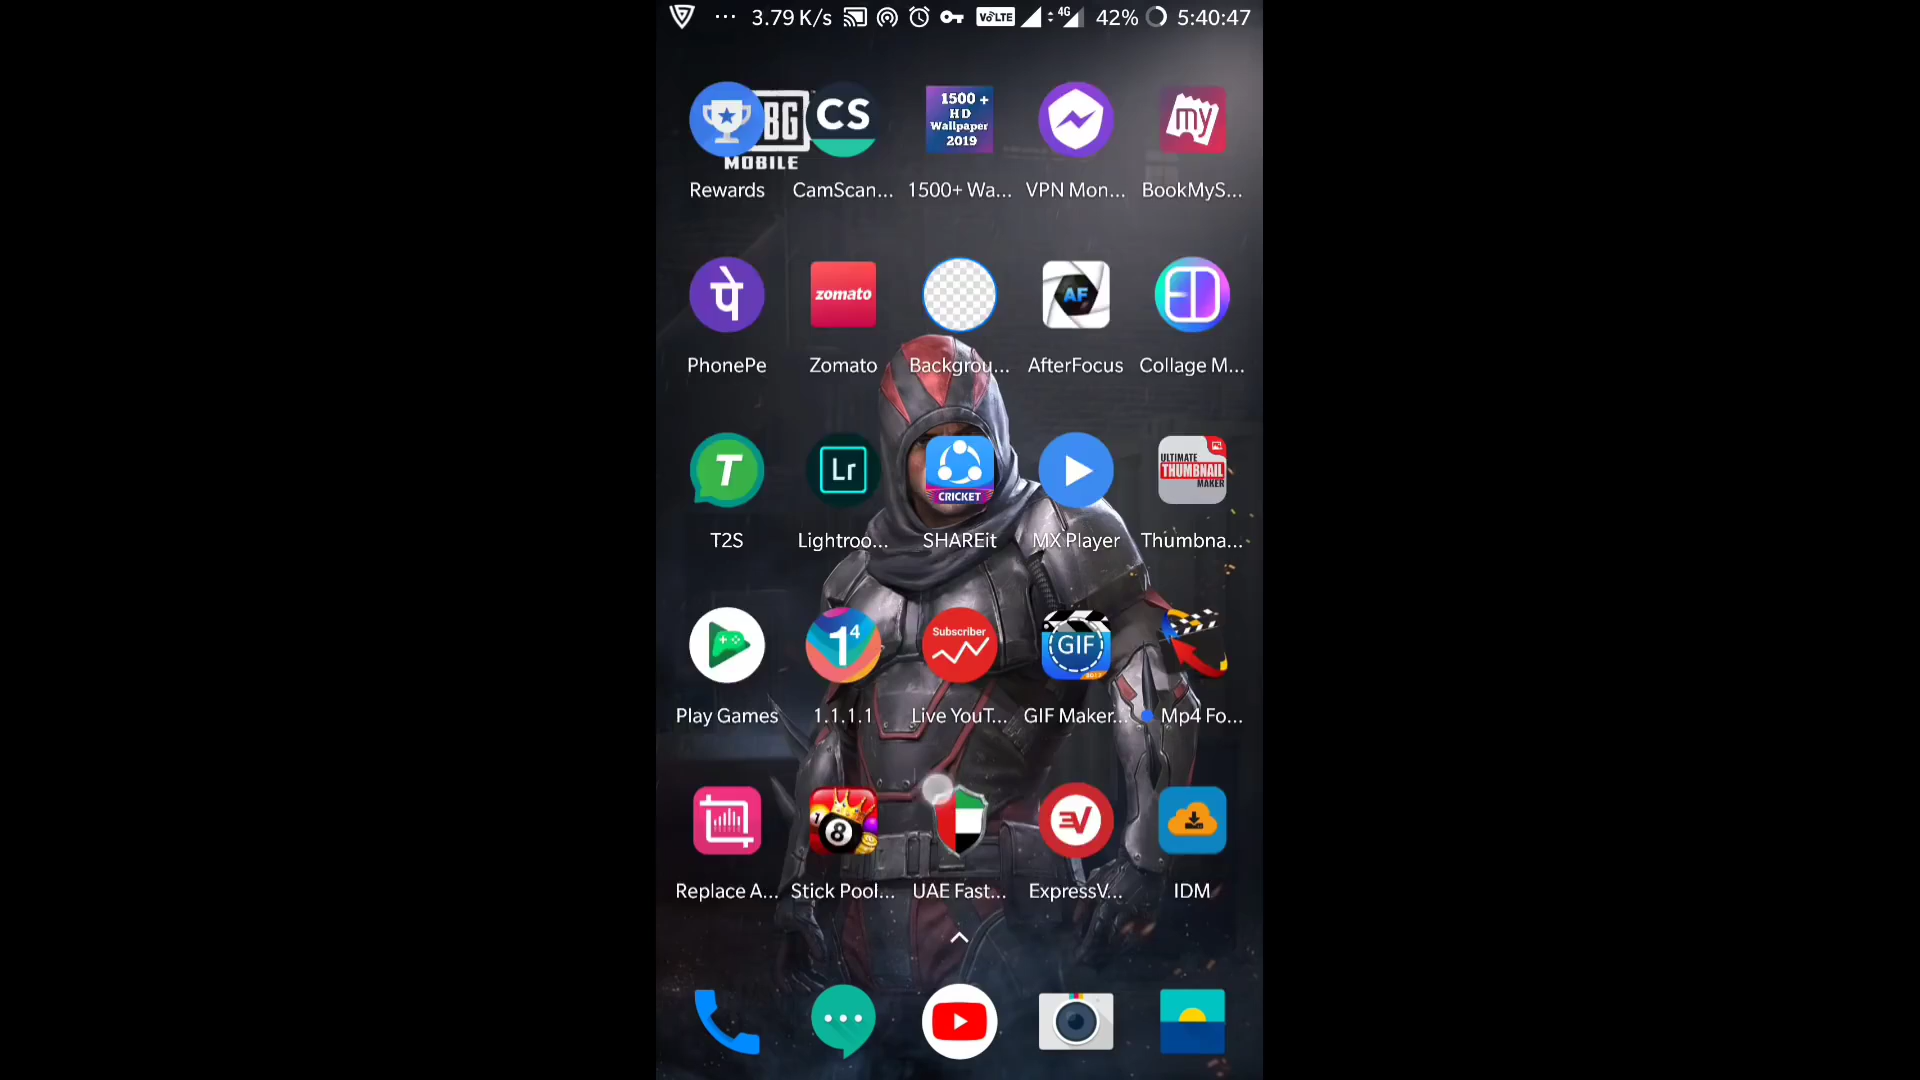 3.79 K/s VoLTE 4G 42% 5:40:47
BG
MOBILE
CS
1500 +
HD
Wallpaper
2019
my
Rewards CamScan... 1500+ Wa... VPN Mon... BookMyS...
पे zomato AF
PhonePe Zomato Backgrou... AfterFocus Collage M...
T Lr CRICKET
ULTIMATE
THUMBNAIL
MAKER
T2S Lightroo... SHAREit MX Player Thumbna...
1⁴ Subscriber GIF
Play Games 1.1.1.1 Live YouT... GIF Maker... Mp4 Fo...
1 8
Replace A... Stick Pool... UAE Fast... ExpressV... IDM